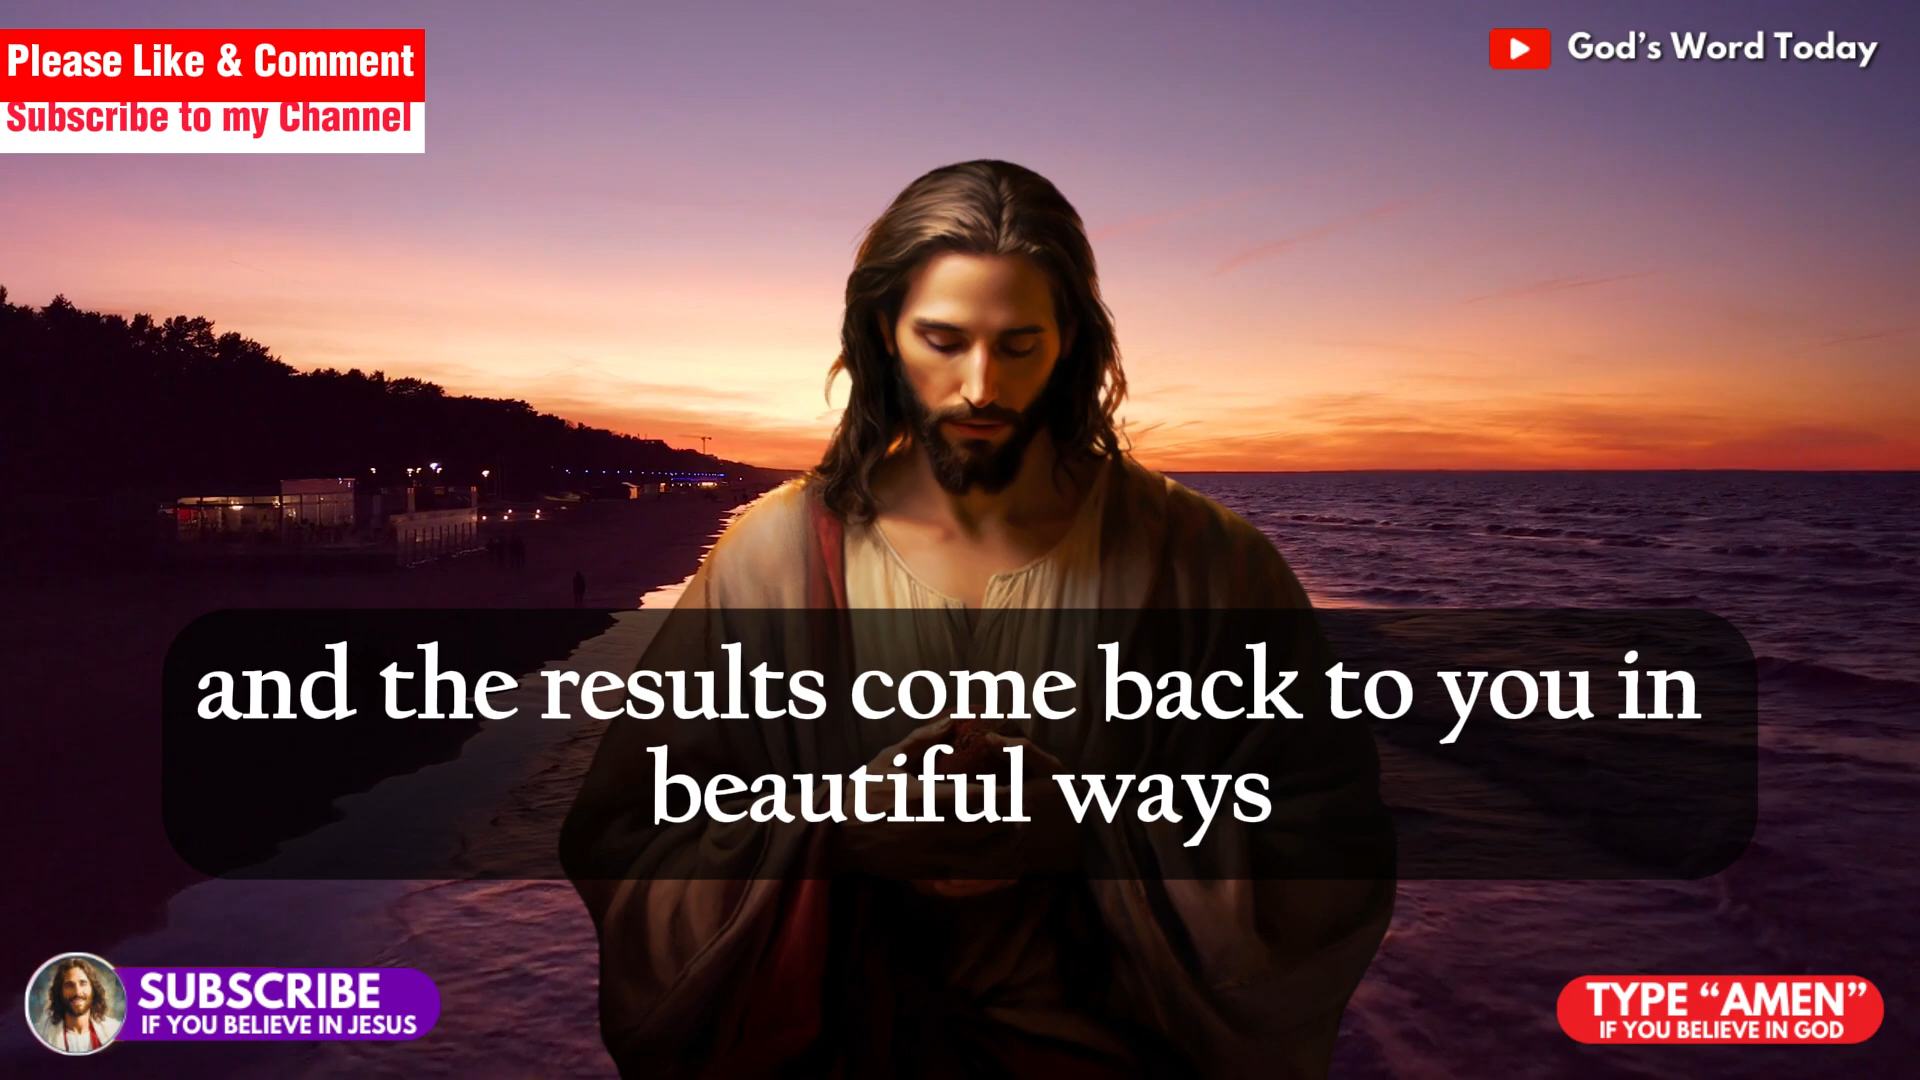 Please Like & Comment
Subscribe to my Channel
God's Word Today
and the results come back to you in
beautiful ways
SUBSCRIBE
IF YOU BELIEVE IN JESUS
TYPE “AMEN”
IF YOU BELIEVE IN GOD